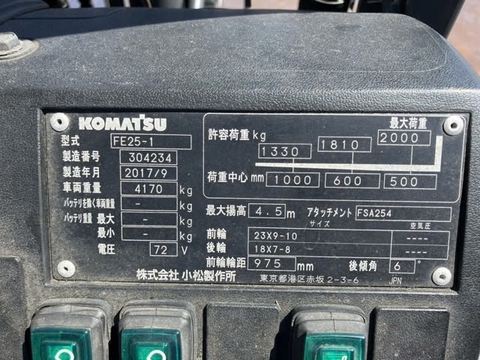 KOMATSU
型式 FE25-1
製造番号 304234
製造年月 2017/9
車両重量 4170 kg
バッテリを除く車両重量 - kg
バッテリ重量 最大 - kg
最小 - kg
電圧 72 V
株式会社 小松製作所
許容荷重 kg
最大荷重
1330 1810 2000
荷重中心 mm 1000 600 500
最大揚高 4.5 m アタッチメント FSA254
サイズ 空気圧
前輪 23X9-10 ----
後輪 18X7-8 ----
前輪輪距 975 mm 後傾角 6°
東京都港区赤坂2-3-6 JPN